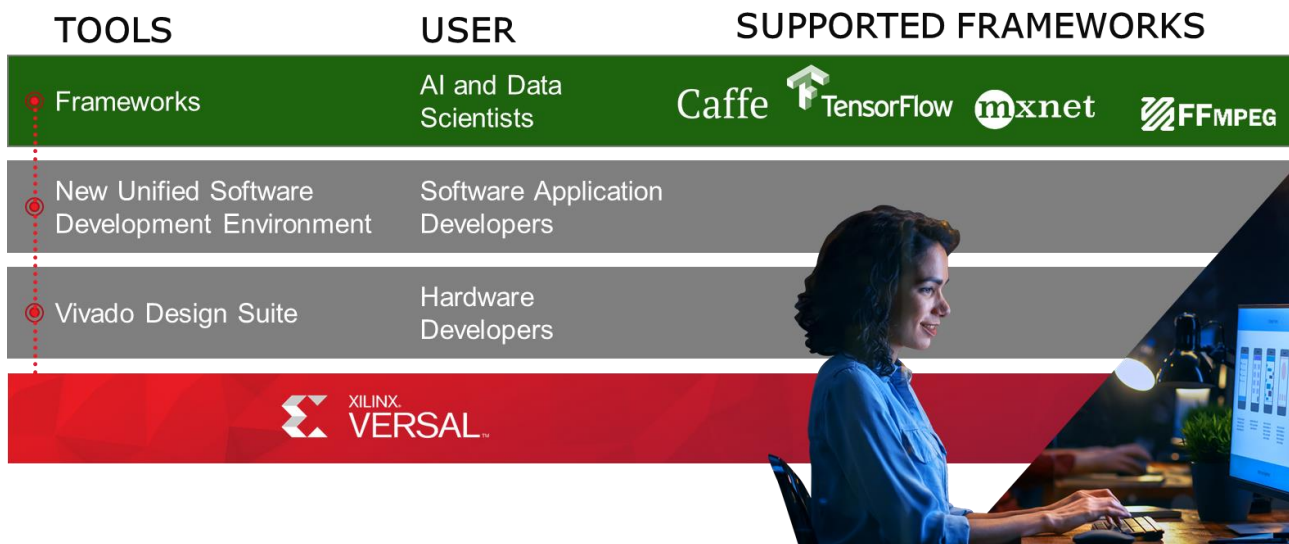 TOOLS USER SUPPORTED FRAMEWORKS
Frameworks
AI and Data
Scientists
Caffe TensorFlow mxnet FFMPEG
New Unified Software
Development Environment
Software Application
Developers
Vivado Design Suite
Hardware
Developers
XILINX
VERSAL™